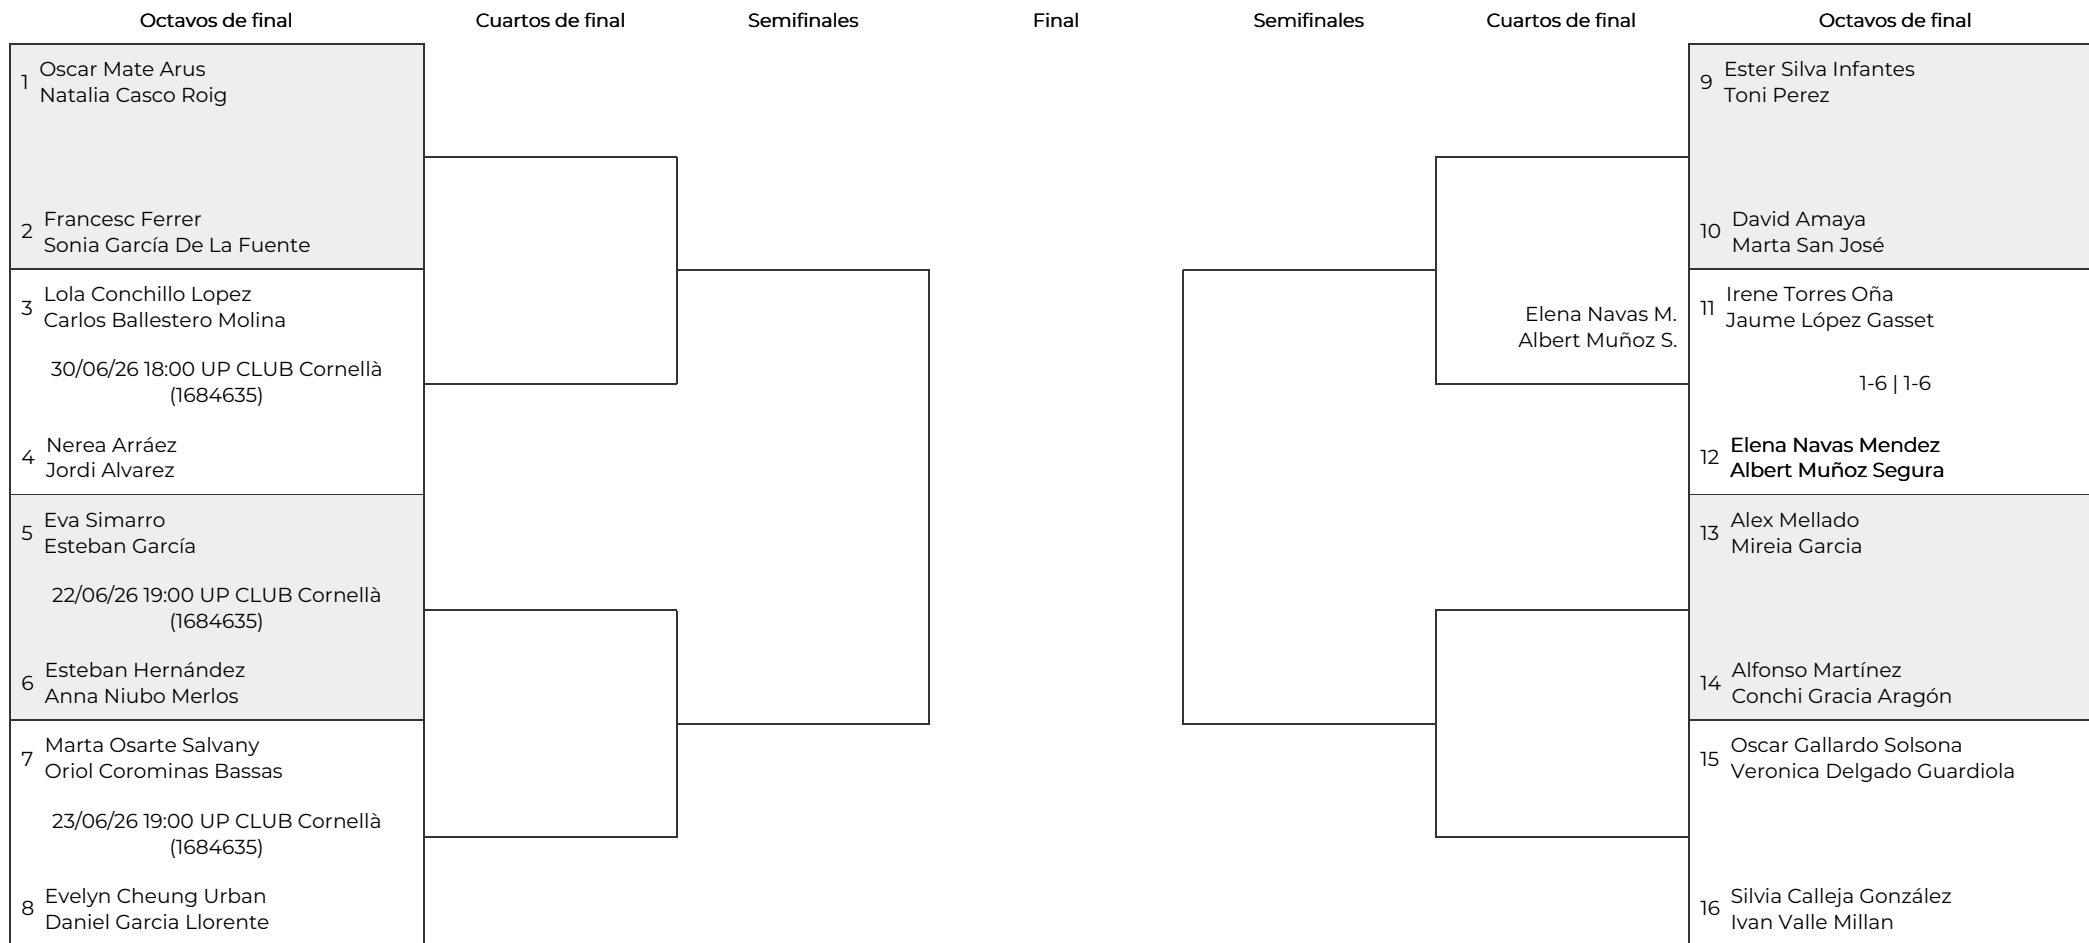 Octavos de final
Cuartos de final
Semifinales
Final
Semifinales
Cuartos de final
Octavos de final
1
Oscar Mate Arus
Natalia Casco Roig
2
Francesc Ferrer
Sonia García De La Fuente
3
Lola Conchillo Lopez
Carlos Ballestero Molina
30/06/26 18:00 UP CLUB Cornellà
(1684635)
4
Nerea Arráez
Jordi Alvarez
5
Eva Simarro
Esteban García
22/06/26 19:00 UP CLUB Cornellà
(1684635)
6
Esteban Hernández
Anna Niubo Merlos
7
Marta Osarte Salvany
Oriol Corominas Bassas
23/06/26 19:00 UP CLUB Cornellà
(1684635)
8
Evelyn Cheung Urban
Daniel Garcia Llorente
Elena Navas M.
Albert Muñoz S.
9
Ester Silva Infantes
Toni Perez
10
David Amaya
Marta San José
11
Irene Torres Oña
Jaume López Gasset
1-6 | 1-6
12
Elena Navas Mendez
Albert Muñoz Segura
13
Alex Mellado
Mireia Garcia
14
Alfonso Martínez
Conchi Gracia Aragón
15
Oscar Gallardo Solsona
Veronica Delgado Guardiola
16
Silvia Calleja González
Ivan Valle Millan